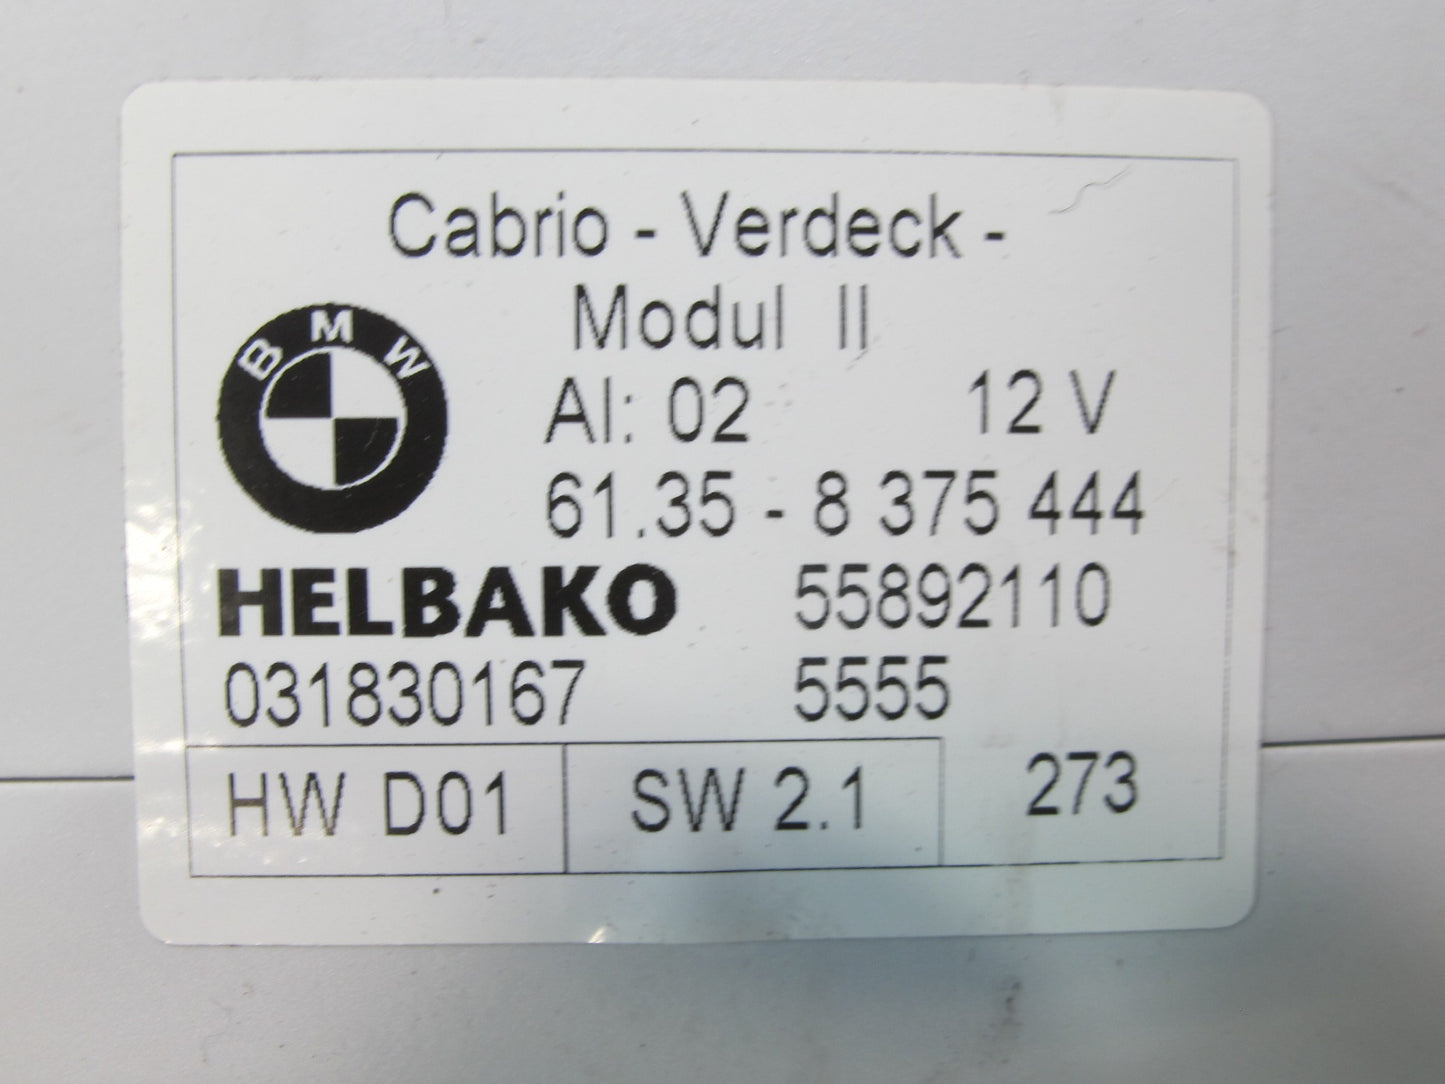 Cabrio - Verdeck -
Modul II
BMW
AI: 02 12 V
61.35 - 8 375 444
HELBAKO 55892110
031830167 5555
HW D01 SW 2.1 273